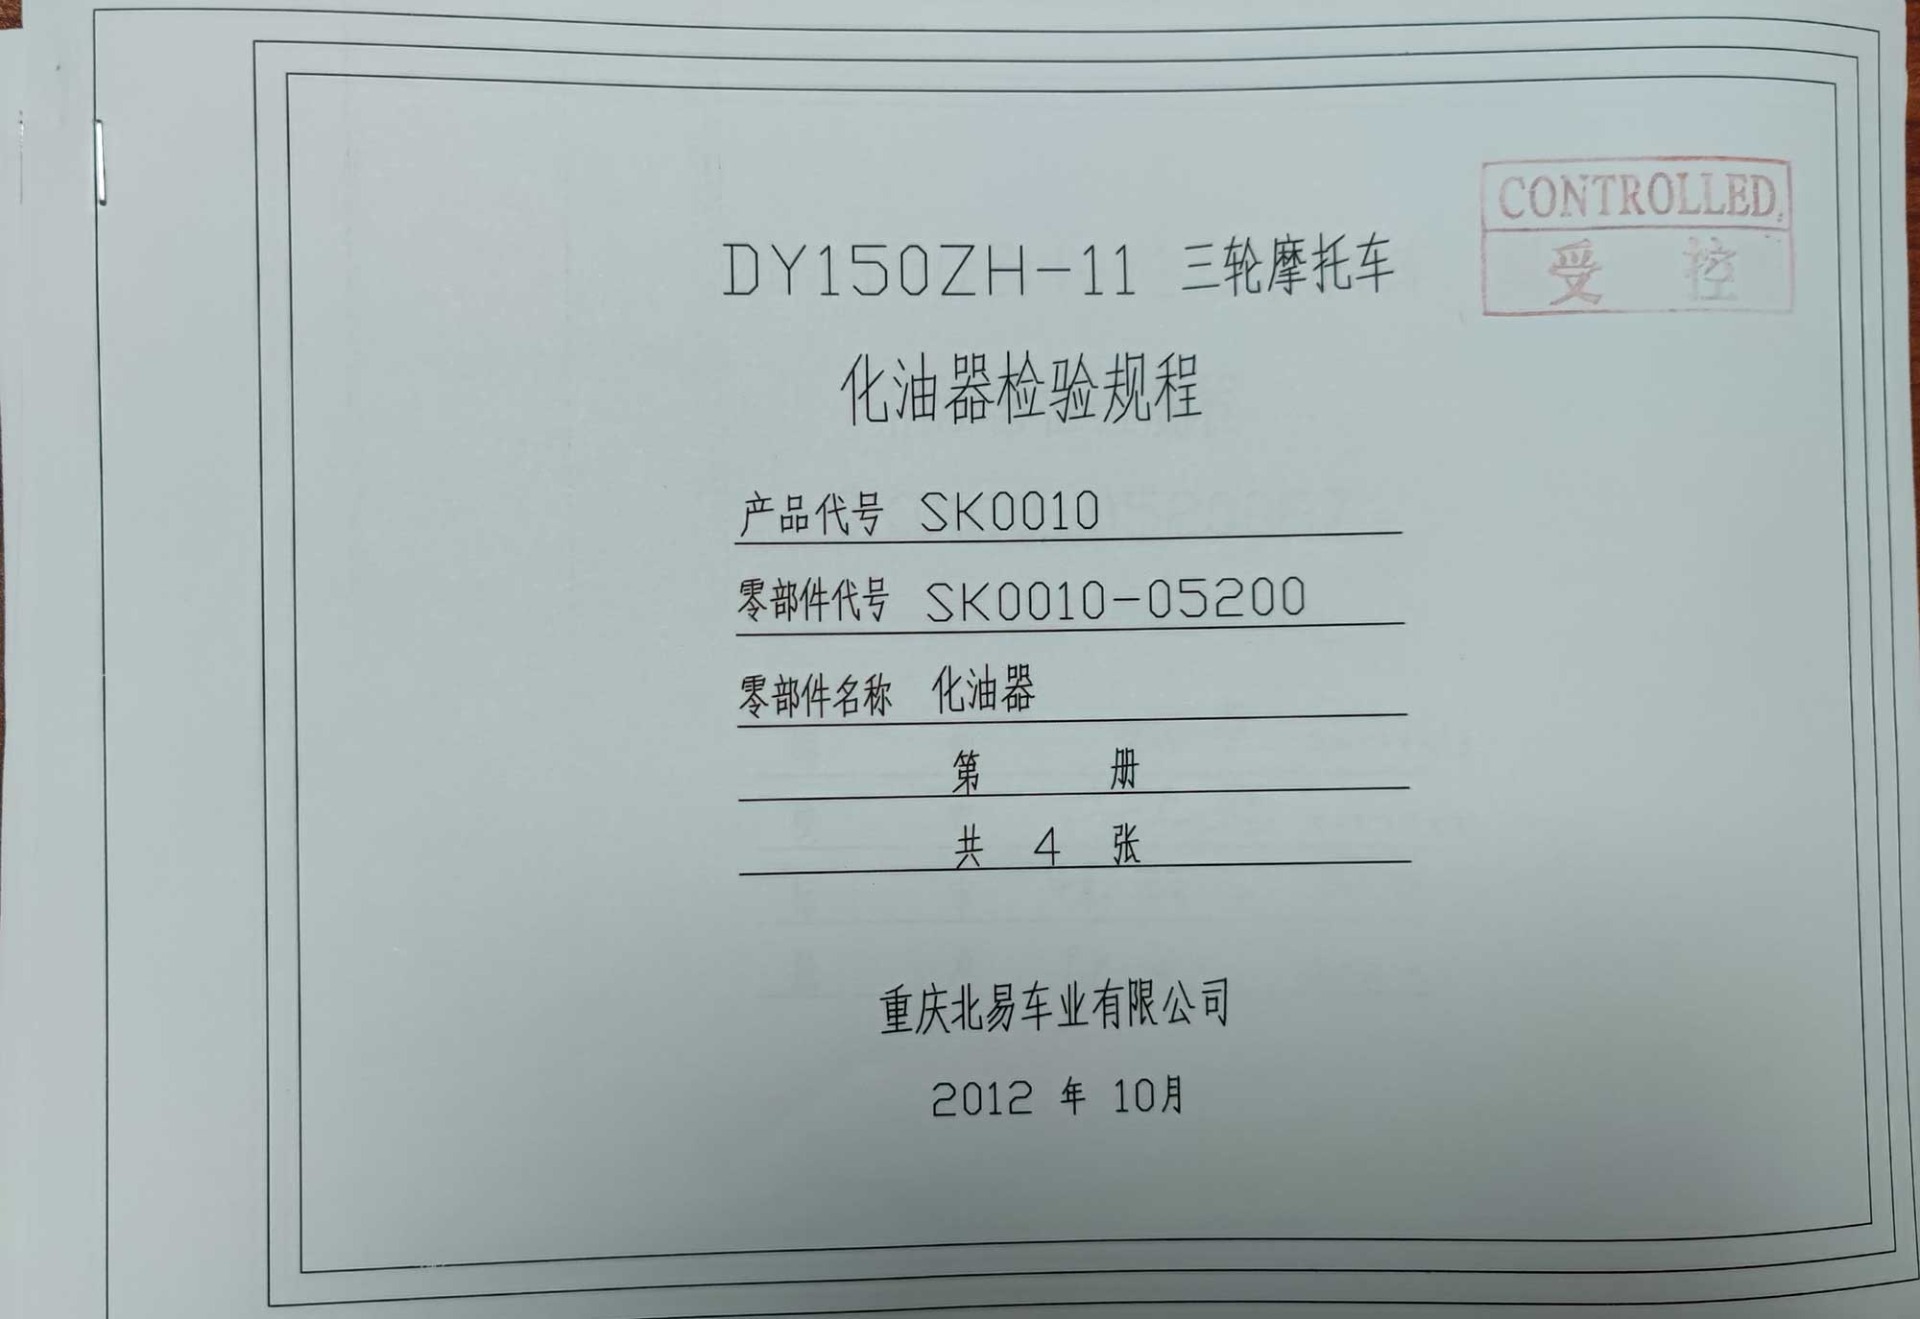 CONTROLLED
受 控
DY150ZH-11 三轮摩托车
化油器检验规程
产品代号 SK0010
零部件代号 SK0010-05200
零部件名称 化油器
第 册
共 4 张
重庆北易车业有限公司
2012 年 10月